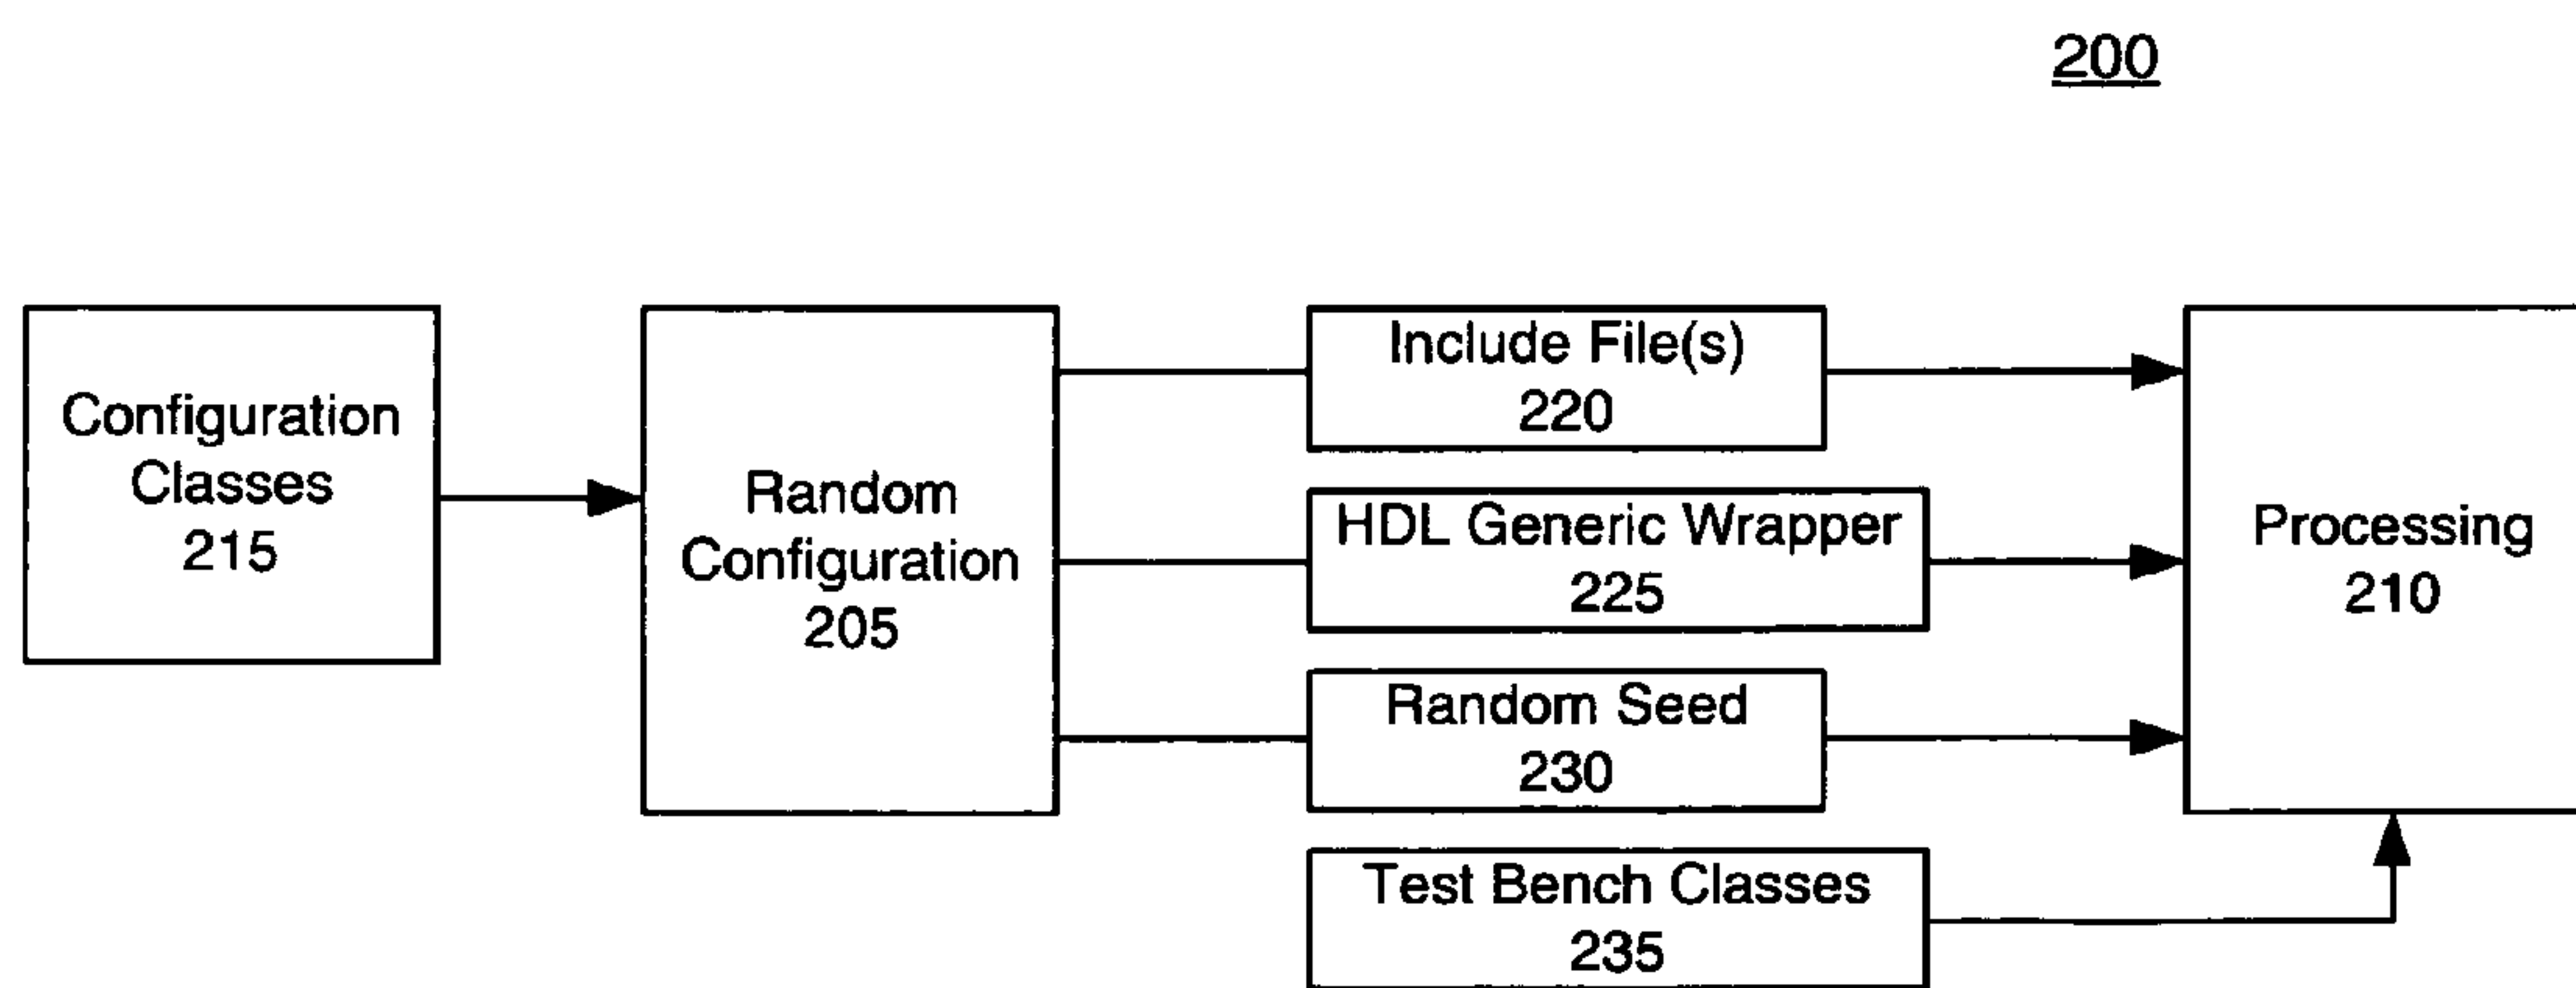 200
Configuration
Classes
215
Random
Configuration
205
Include File(s)
220
HDL Generic Wrapper
225
Random Seed
230
Test Bench Classes
235
Processing
210